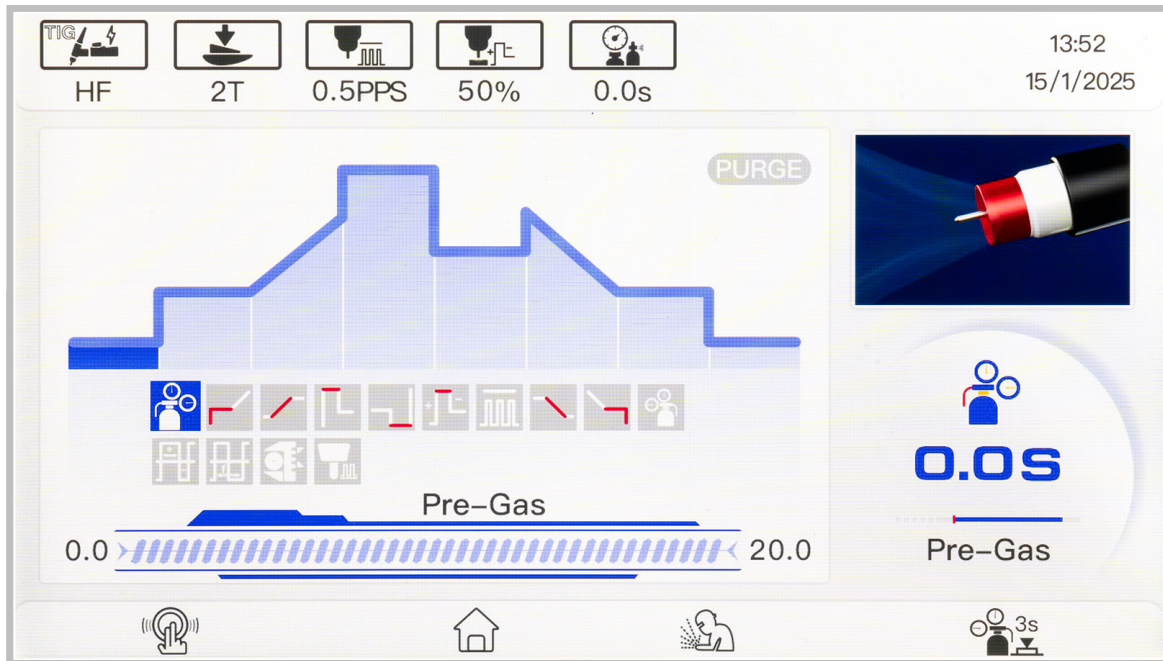 TIG
HF
2T
0.5PPS
50%
0.0s
13:52
15/1/2025
PURGE
Pre-Gas
0.0
20.0
0.0S
Pre-Gas
3s